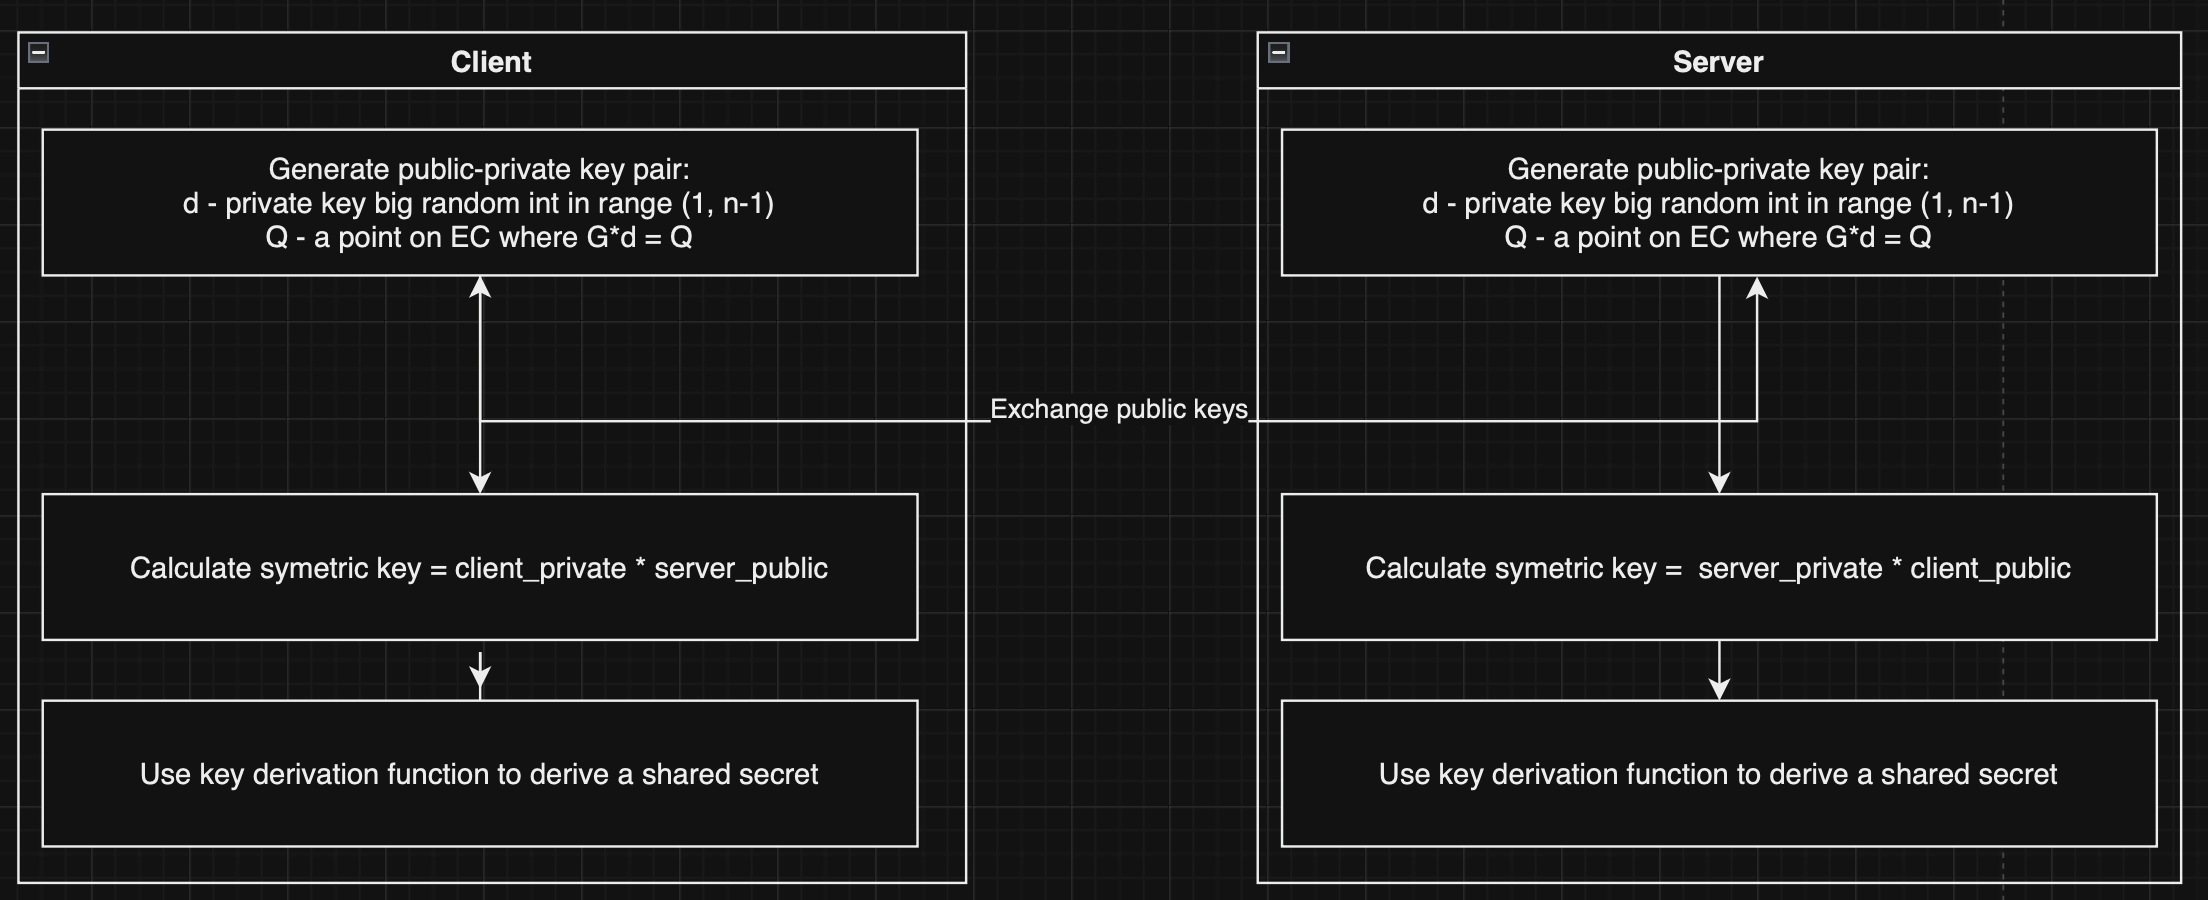 Client
Generate public-private key pair:
d - private key big random int in range (1, n-1)
Q - a point on EC where G*d = Q
Calculate symetric key = client_private * server_public
Use key derivation function to derive a shared secret
Exchange public keys
Server
Generate public-private key pair:
d - private key big random int in range (1, n-1)
Q - a point on EC where G*d = Q
Calculate symetric key =  server_private * client_public
Use key derivation function to derive a shared secret